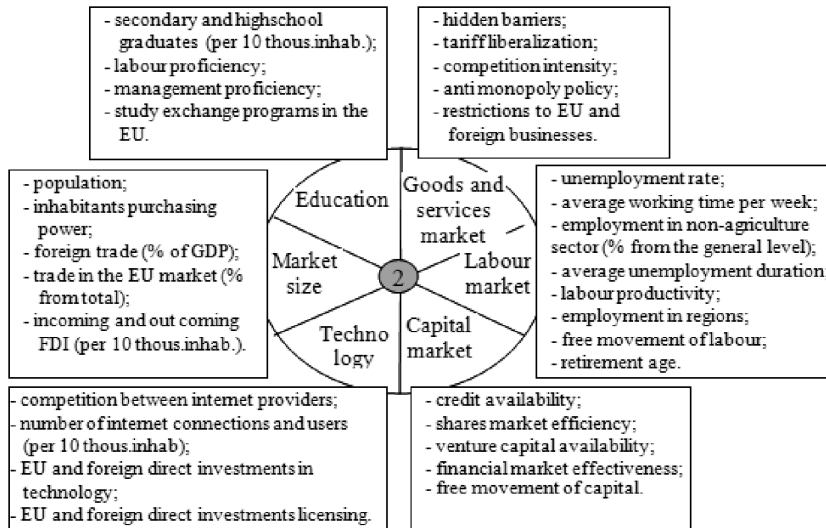 - secondary and highschool
graduates (per 10 thous.inhab.);
- labour proficiency;
- management proficiency;
- study exchange programs in the
EU.
- hidden barriers;
- tariff liberalization;
- competition intensity;
- anti monopoly policy;
- restrictions to EU and
foreign businesses.
- population;
- inhabitants purchasing
power;
- foreign trade (% of GDP);
- trade in the EU market (%
from total);
- incoming and out coming
FDI (per 10 thous.inhab.).
Education
Goods and
services
market
Market
size
2
Labour
market
Techno
logy
Capital
market
- unemployment rate;
- average working time per week;
- employment in non-agriculture
sector (% from the general level);
- average unemployment duration;
- labour productivity;
- employment in regions;
- free movement of labour;
- retirement age.
- competition between internet providers;
- number of internet connections and users
(per 10 thous.inhab);
- EU and foreign direct investments in
technology;
- EU and foreign direct investments licensing.
- credit availability;
- shares market efficiency;
- venture capital availability;
- financial market effectiveness;
- free movement of capital.